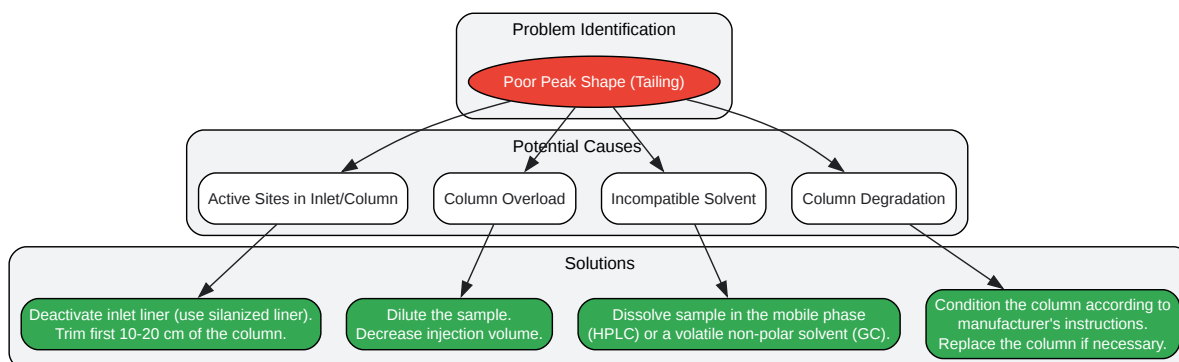 Problem Identification
Poor Peak Shape (Tailing)
Potential Causes
Active Sites in Inlet/Column
Column Overload
Incompatible Solvent
Column Degradation
Solutions
Deactivate inlet liner (use silanized liner).
Trim first 10-20 cm of the column.
Dilute the sample.
Decrease injection volume.
Dissolve sample in the mobile phase
(HPLC) or a volatile non-polar solvent (GC).
Condition the column according to
manufacturer's instructions.
Replace the column if necessary.